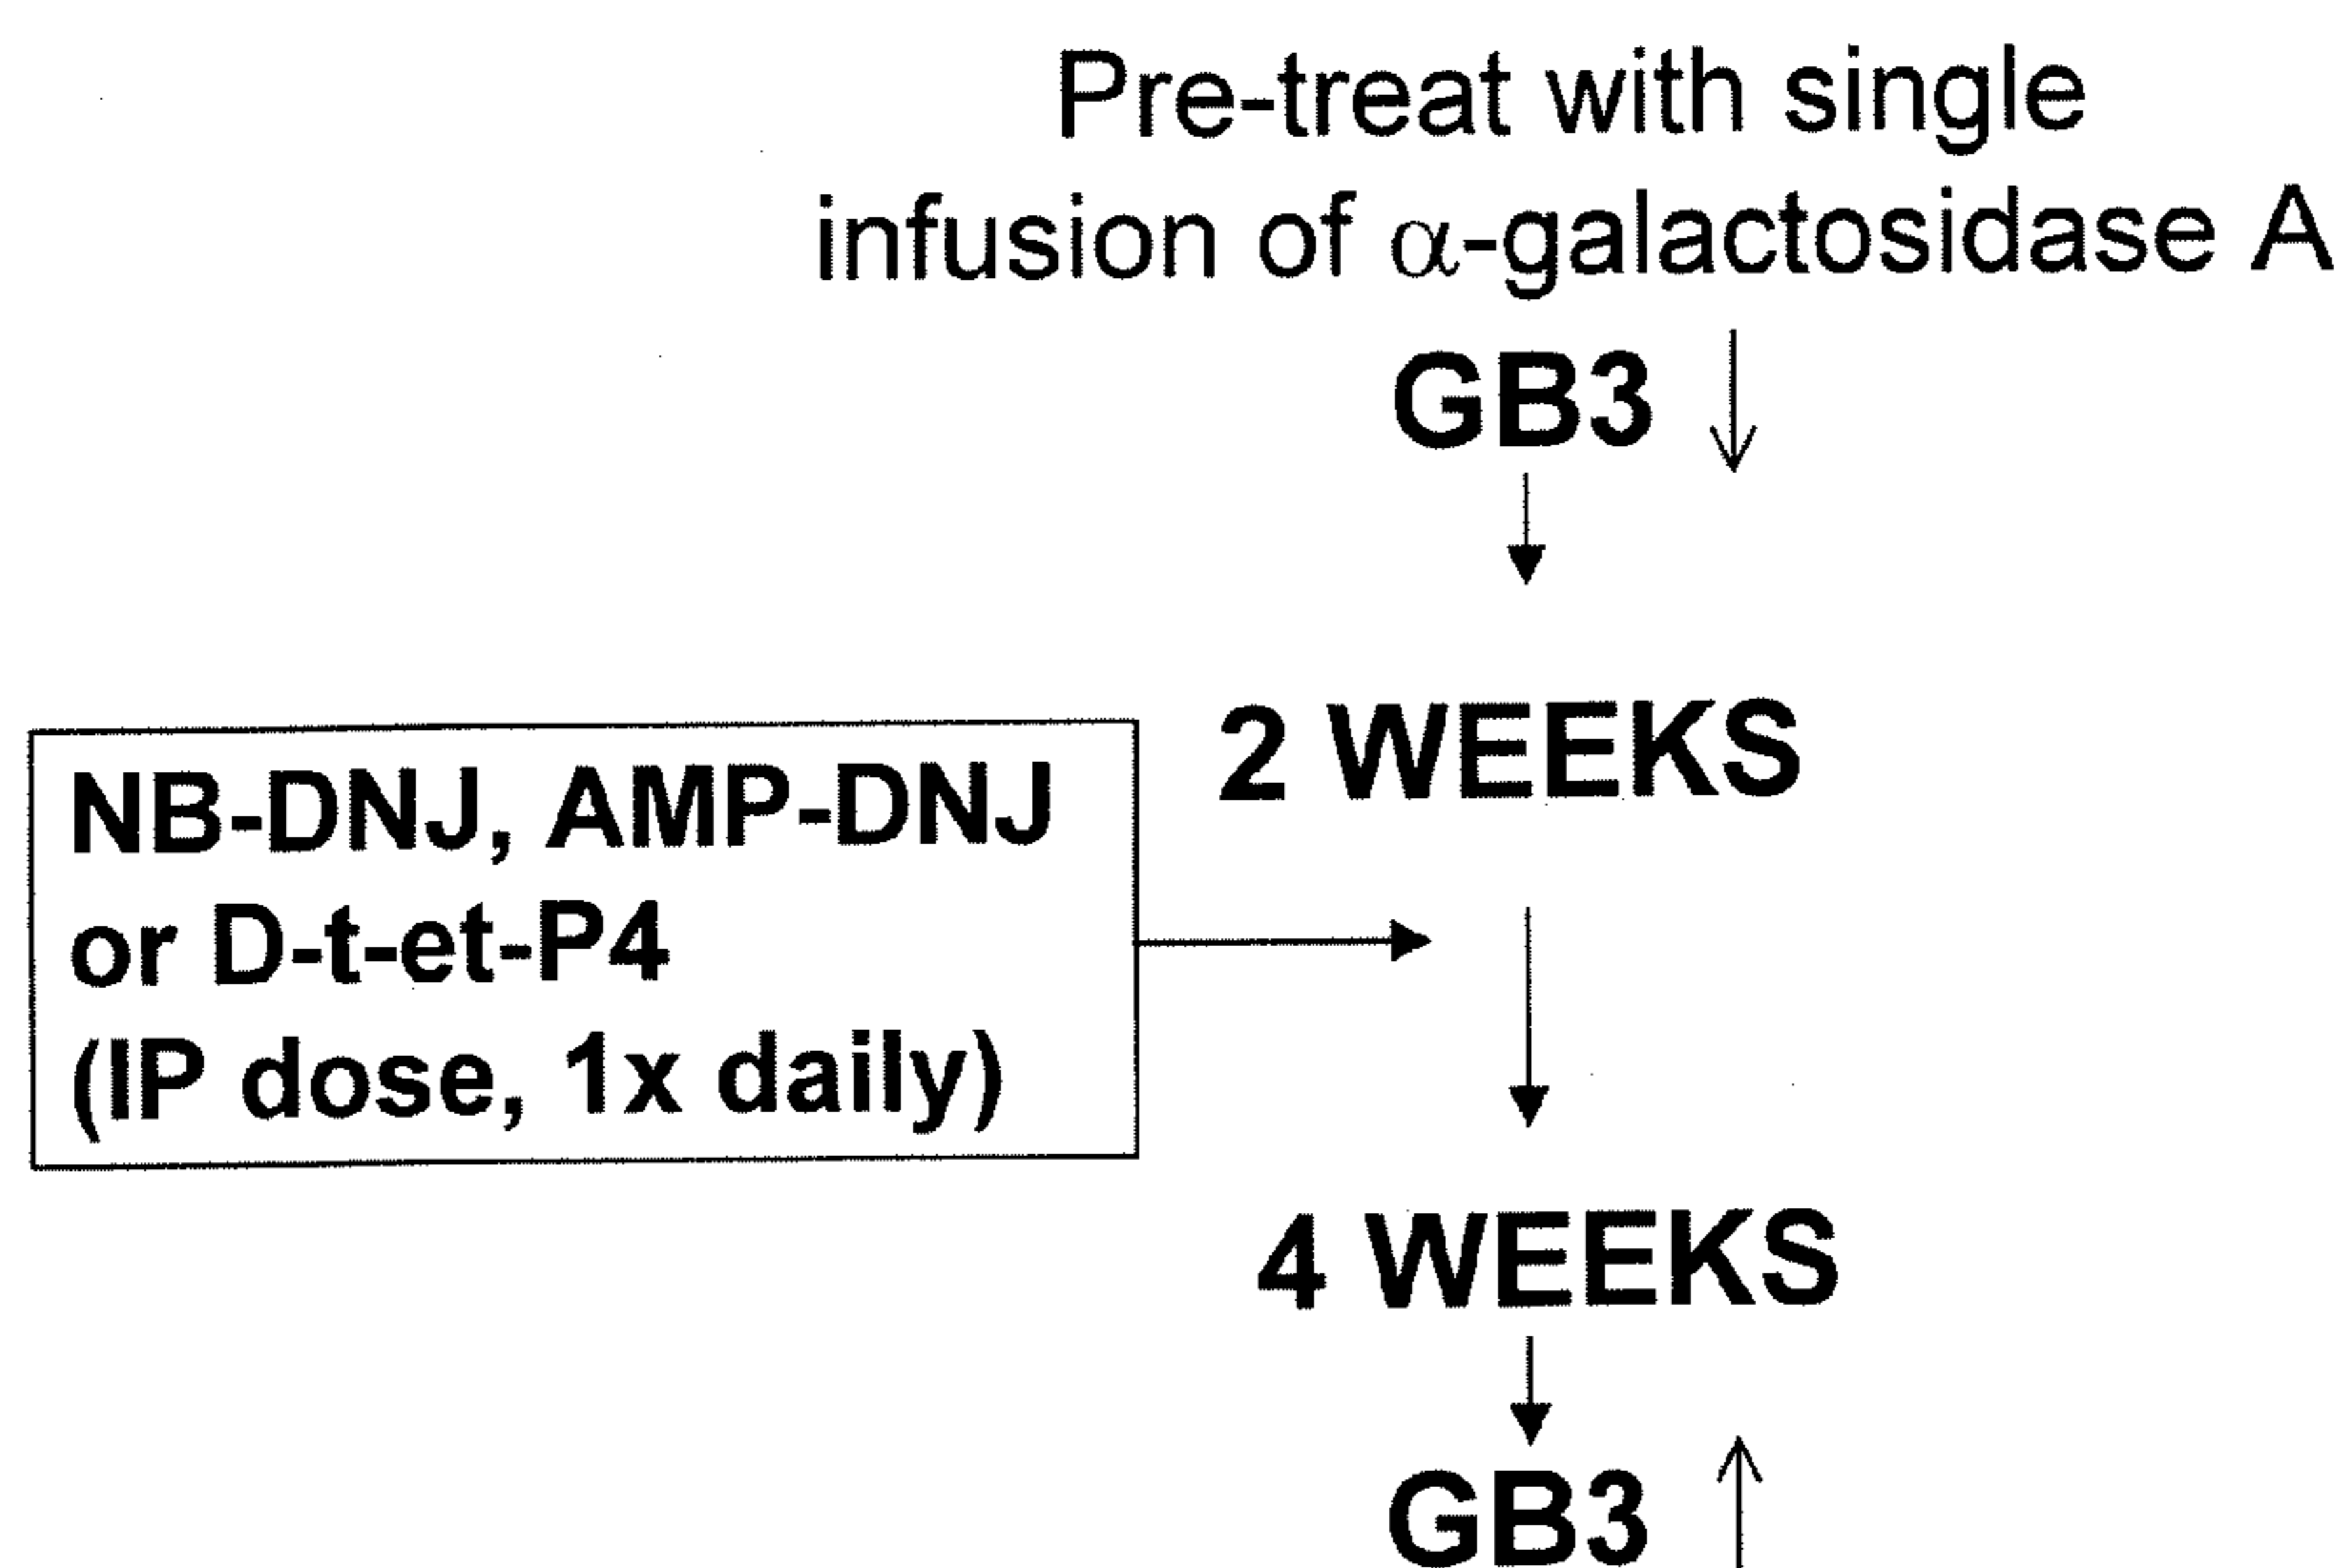 Pre-treat with single
infusion of α-galactosidase A
GB3
2 WEEKS
NB-DNJ, AMP-DNJ
or D-t-et-P4
(IP dose, 1x daily)
4 WEEKS
GB3